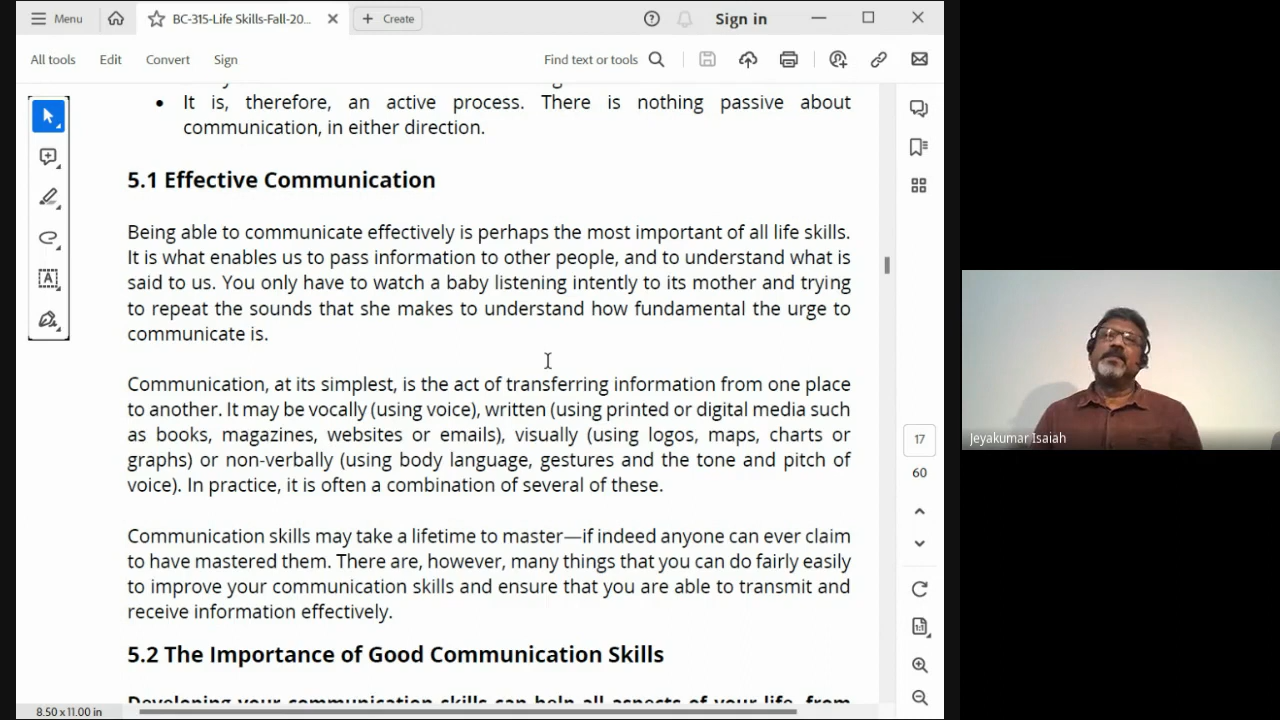 Menu
BC-315-Life Skills-Fall-20...
Create
Sign in
All tools
Edit
Convert
Sign
Find text or tools
• It is, therefore, an active process. There is nothing passive about
communication, in either direction.
5.1 Effective Communication
Being able to communicate effectively is perhaps the most important of all life skills.
It is what enables us to pass information to other people, and to understand what is
said to us. You only have to watch a baby listening intently to its mother and trying
to repeat the sounds that she makes to understand how fundamental the urge to
communicate is.
Communication, at its simplest, is the act of transferring information from one place
to another. It may be vocally (using voice), written (using printed or digital media such
as books, magazines, websites or emails), visually (using logos, maps, charts or
graphs) or non-verbally (using body language, gestures and the tone and pitch of
voice). In practice, it is often a combination of several of these.
Communication skills may take a lifetime to master—if indeed anyone can ever claim
to have mastered them. There are, however, many things that you can do fairly easily
to improve your communication skills and ensure that you are able to transmit and
receive information effectively.
5.2 The Importance of Good Communication Skills
Developing your communication skills can help all aspects of your life, from
8.50 x 11.00 in
17
60
Jeyakumar Isaiah